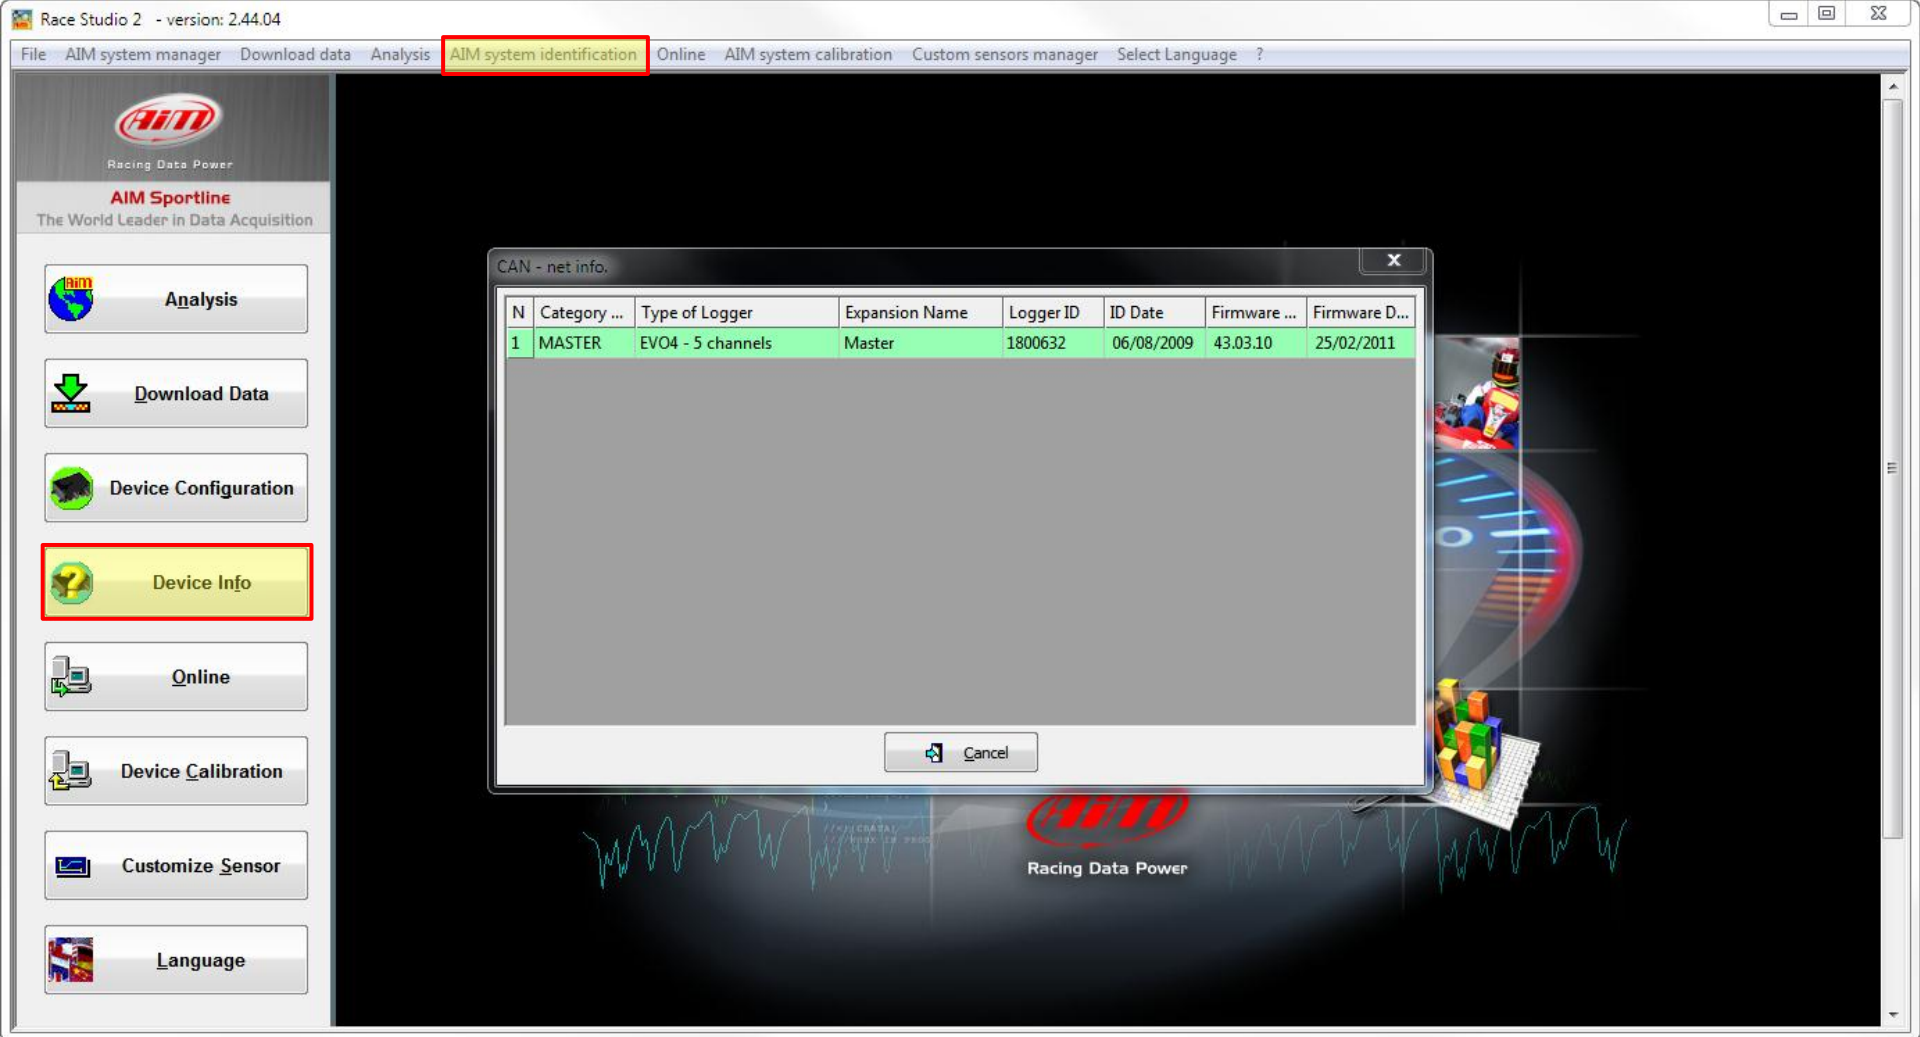 Race Studio 2 - version: 2.44.04
File AIM system manager Download data Analysis AIM system identification Online AIM system calibration Custom sensors manager Select Language ?
AiM
Racing Data Power
AIM Sportline
The World Leader in Data Acquisition
Analysis
Download Data
Device Configuration
Device Info
Online
Device Calibration
Customize Sensor
Language
CAN - net info.
N Category ... Type of Logger Expansion Name Logger ID ID Date Firmware ... Firmware D...
1 MASTER EVO4 - 5 channels Master 1800632 06/08/2009 43.03.10 25/02/2011
Cancel
AiM
Racing Data Power